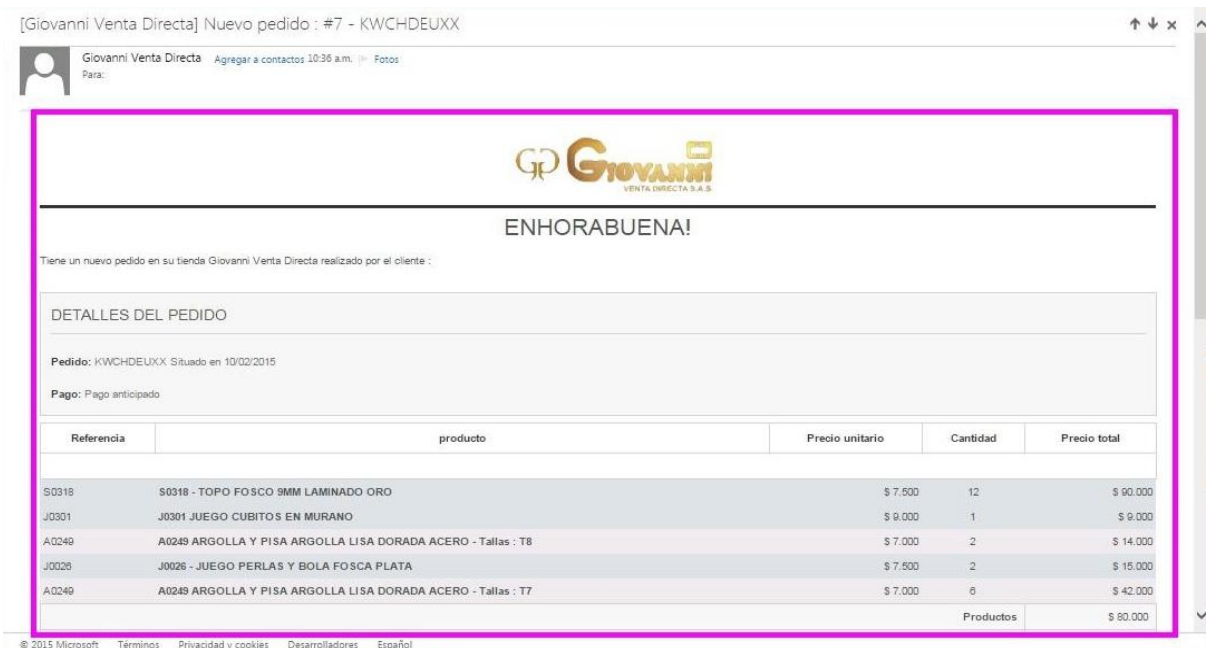 [Giovanni Venta Directa] Nuevo pedido : #7 - KWCHDEUXX
Giovanni Venta Directa Agregar a contactos 10:36 a.m. Fotos
Para:
GIOVANNI
VENTA DIRECTA S.A.S
ENHORABUENA!
Tiene un nuevo pedido en su tienda Giovanni Venta Directa realizado por el cliente :
DETALLES DEL PEDIDO
Pedido: KWCHDEUXX Situado en 10/02/2015
Pago: Pago anticipado
Referencia producto Precio unitario Cantidad Precio total
S0318 S0318 - TOPO FOSCO 9MM LAMINADO ORO $ 7.500 12 $ 90.000
J0301 J0301 JUEGO CUBITOS EN MURANO $ 9.000 1 $ 9.000
A0249 A0249 ARGOLLA Y PISA ARGOLLA LISA DORADA ACERO - Tallas : T8 $ 7.000 2 $ 14.000
J0026 J0026 - JUEGO PERLAS Y BOLA FOSCA PLATA $ 7.500 2 $ 15.000
A0249 A0249 ARGOLLA Y PISA ARGOLLA LISA DORADA ACERO - Tallas : T7 $ 7.000 6 $ 42.000
Productos $ 80.000
© 2015 Microsoft Términos Privacidad y cookies Desarrolladores Español